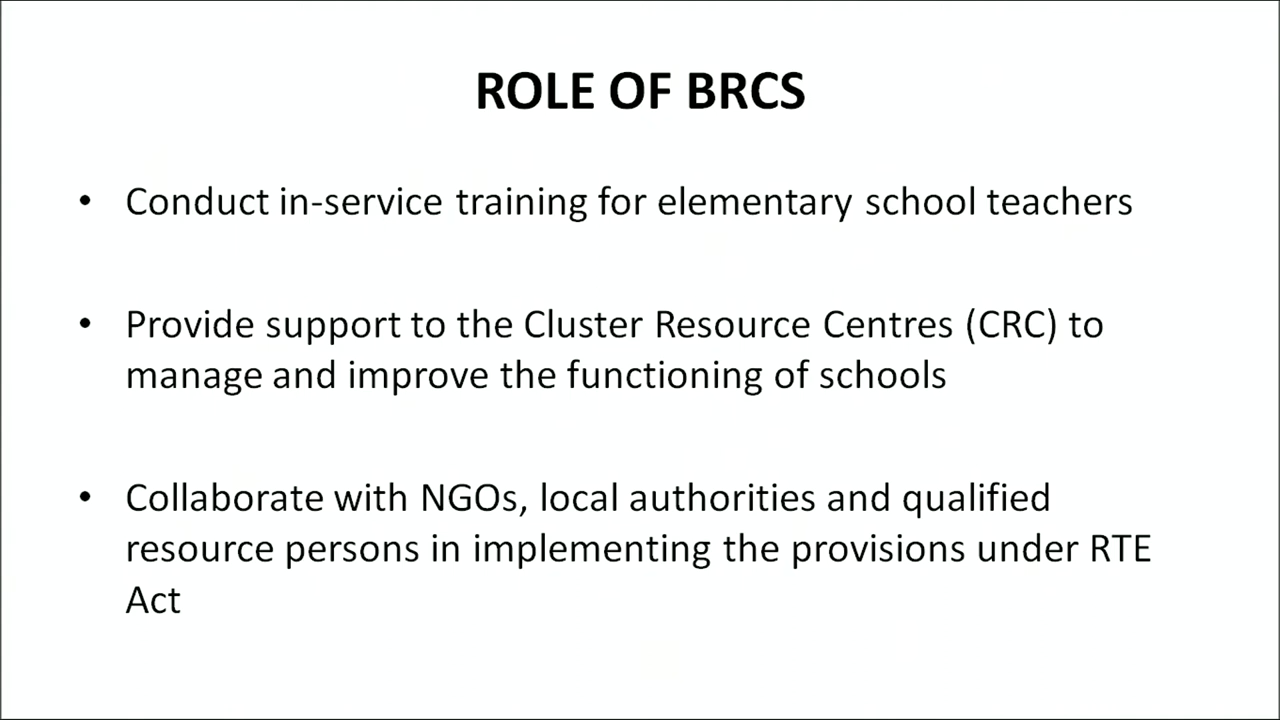 ROLE OF BRCS
• Conduct in-service training for elementary school teachers
• Provide support to the Cluster Resource Centres (CRC) to
manage and improve the functioning of schools
• Collaborate with NGOs, local authorities and qualified
resource persons in implementing the provisions under RTE
Act